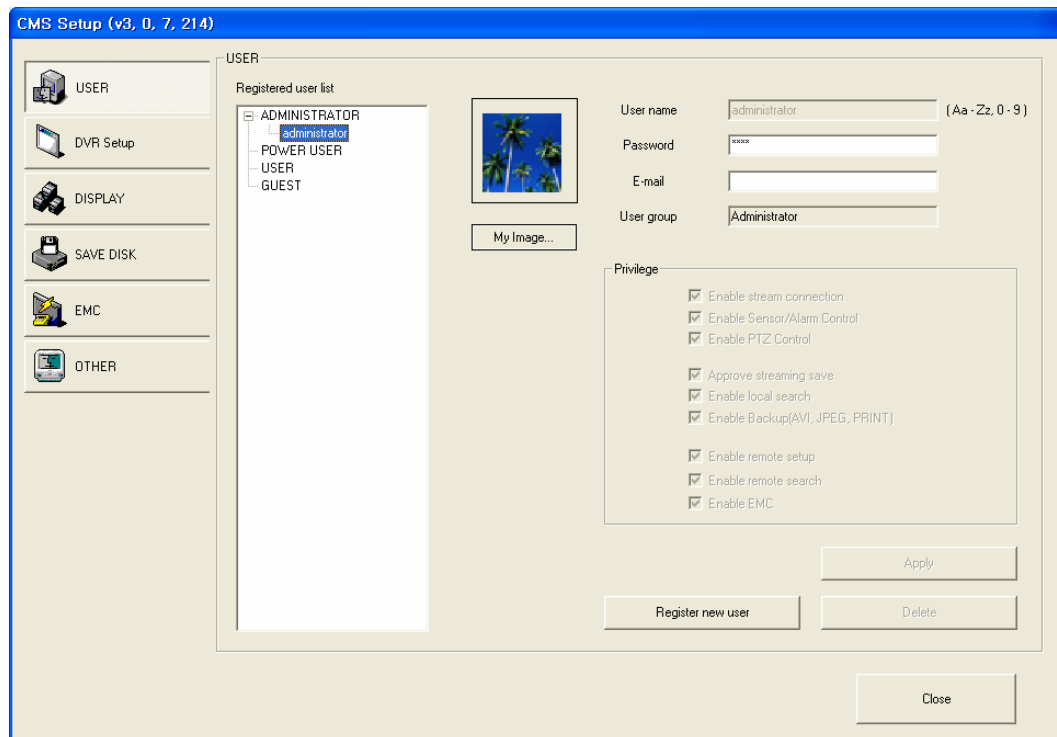 CMS Setup (v3, 0, 7, 214)
USER
DVR Setup
DISPLAY
SAVE DISK
EMC
OTHER
USER
Registered user list
ADMINISTRATOR
administrator
POWER USER
USER
GUEST
My Image...
User name administrator ( Aa - Zz, 0 - 9 )
Password ××××
E-mail
User group Administrator
Privilege
Enable stream connection
Enable Sensor/Alarm Control
Enable PTZ Control
Approve streaming save
Enable local search
Enable Backup(AVI, JPEG, PRINT)
Enable remote setup
Enable remote search
Enable EMC
Apply
Register new user
Delete
Close